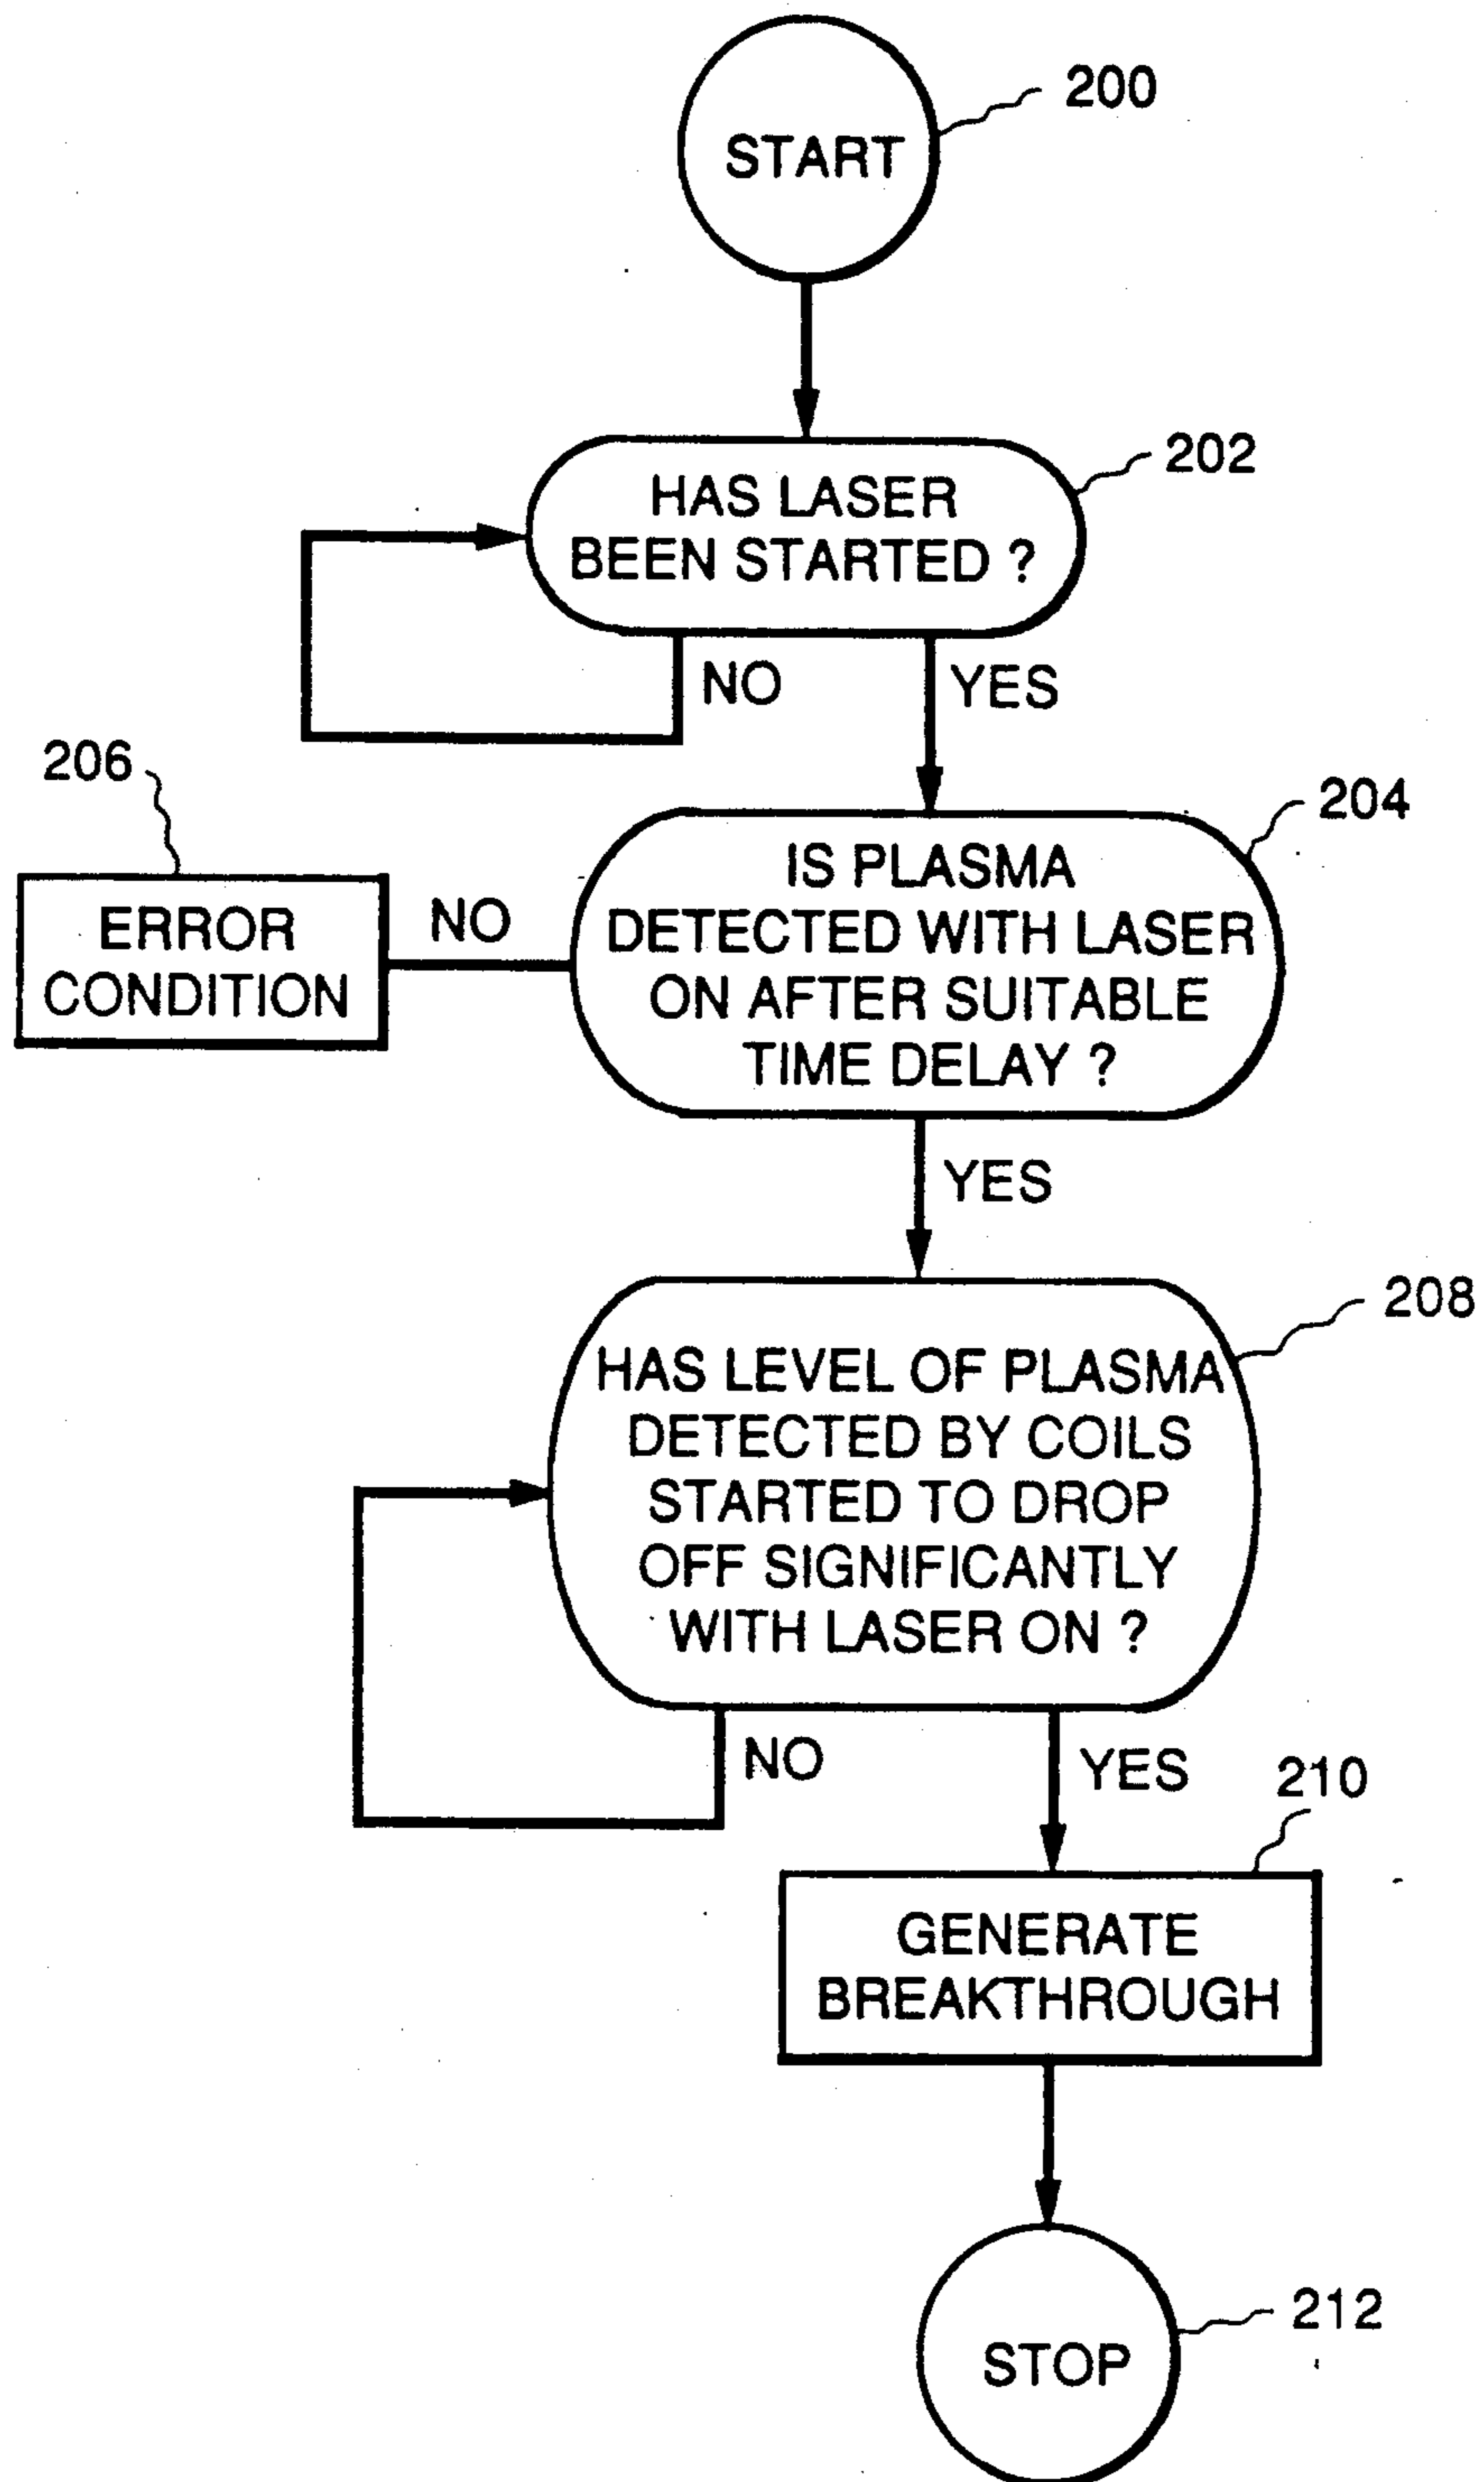 START
200
HAS LASER
BEEN STARTED ?
202
NO
YES
206
204
ERROR
CONDITION
NO
IS PLASMA
DETECTED WITH LASER
ON AFTER SUITABLE
TIME DELAY ?
YES
208
HAS LEVEL OF PLASMA
DETECTED BY COILS
STARTED TO DROP
OFF SIGNIFICANTLY
WITH LASER ON ?
NO
YES
210
GENERATE
BREAKTHROUGH
212
STOP